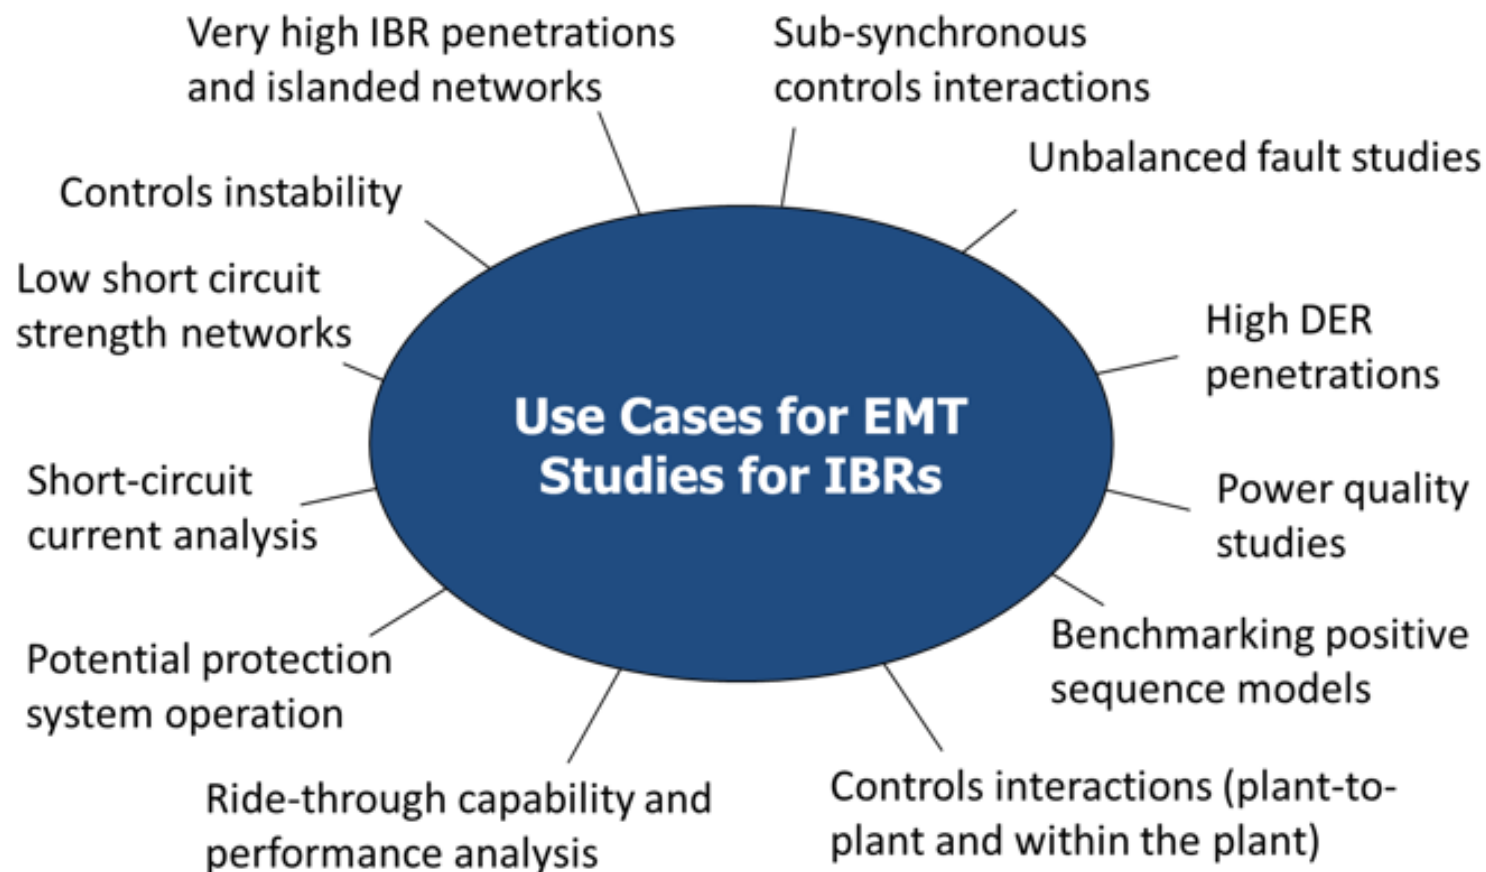 Very high IBR penetrations
and islanded networks
Sub-synchronous
controls interactions
Unbalanced fault studies
Controls instability
Low short circuit
strength networks
High DER
penetrations
Use Cases for EMT
Studies for IBRs
Short-circuit
current analysis
Power quality
studies
Potential protection
system operation
Benchmarking positive
sequence models
Ride-through capability and
performance analysis
Controls interactions (plant-to-
plant and within the plant)